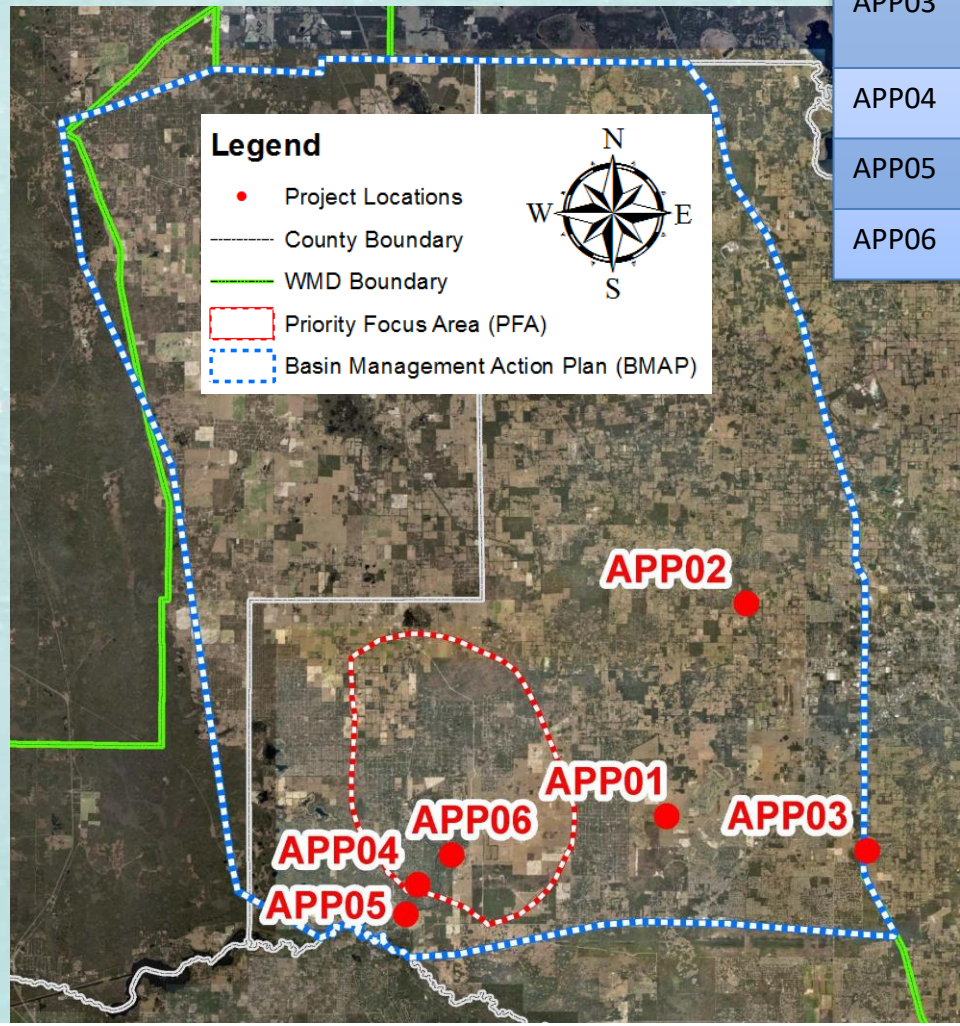 APP03
APP04
APP05
APP06
Legend
Project Locations
County Boundary
WMD Boundary
Priority Focus Area (PFA)
Basin Management Action Plan (BMAP)
N
W
E
S
APP02
APP01
APP03
APP06
APP04
APP05